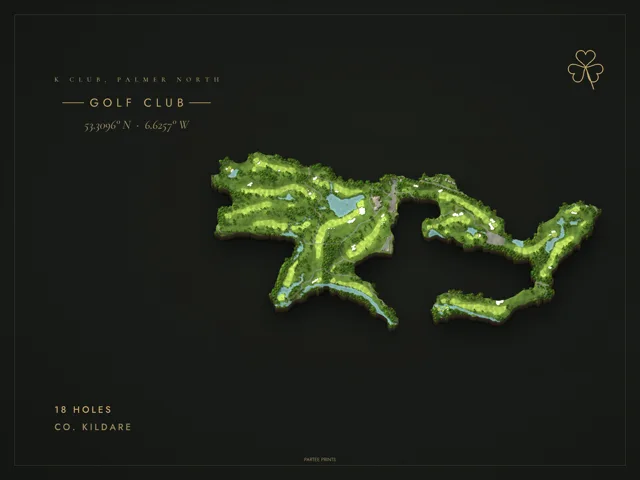 K CLUB, PALMER NORTH
GOLF CLUB
53.3096° N · 6.6257° W
18 HOLES
CO. KILDARE
PARTEE PRINTS